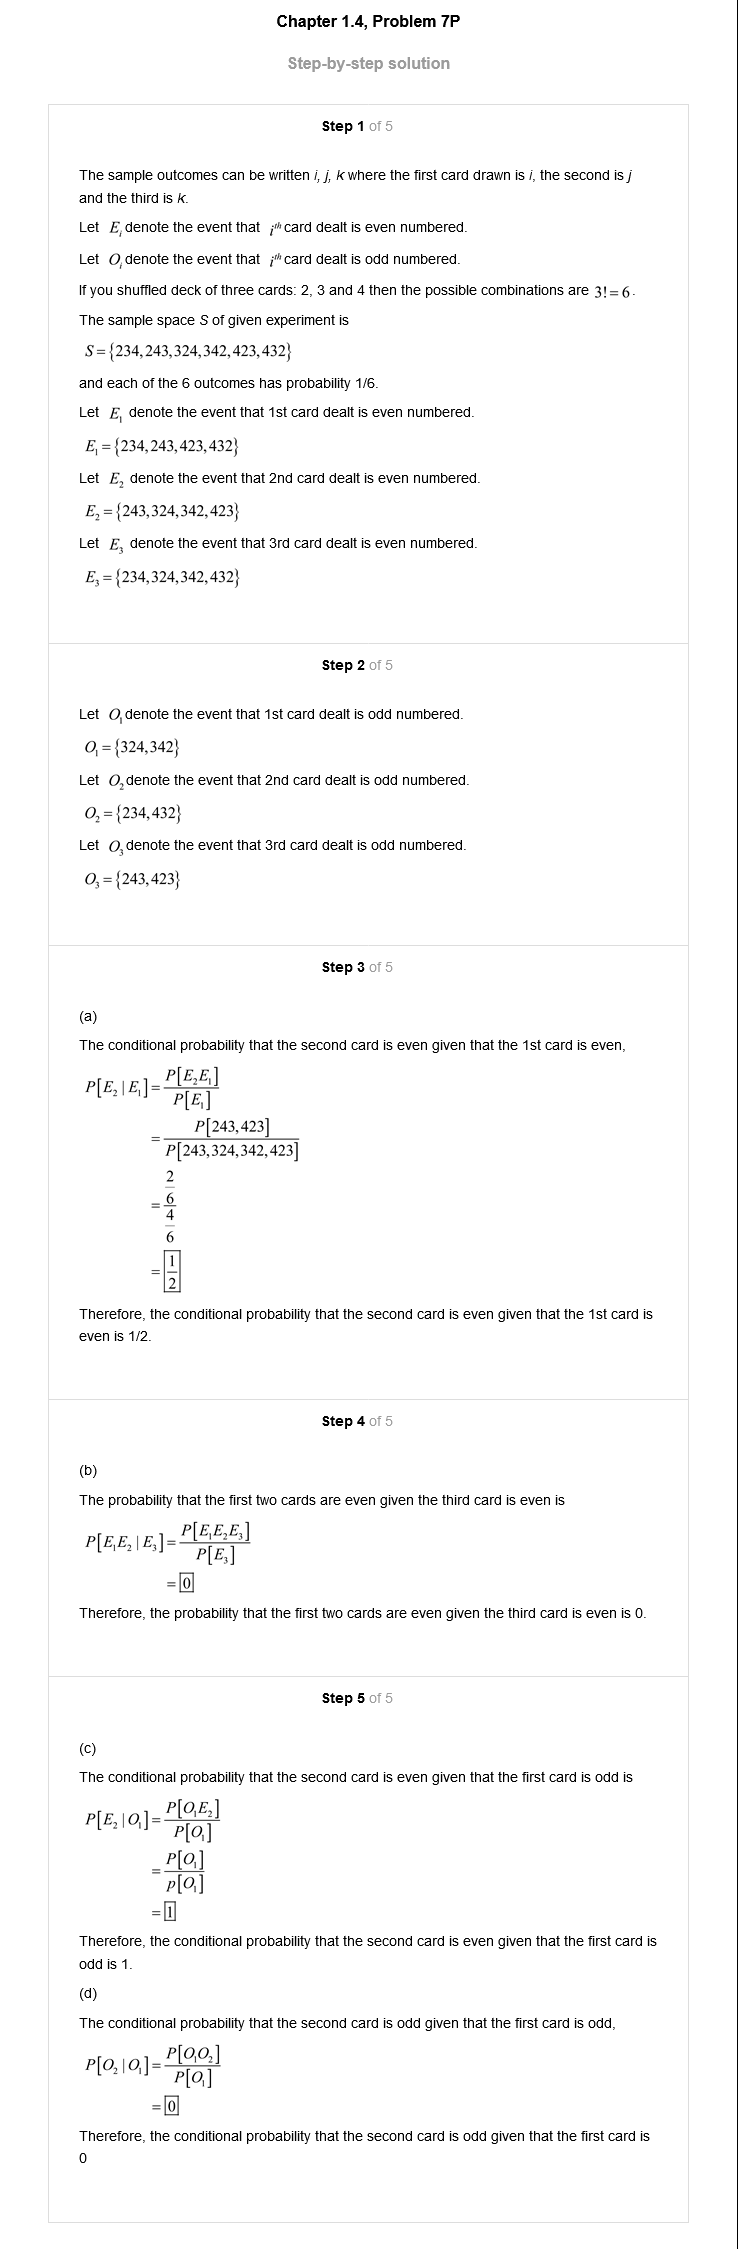 Chapter 1.4, Problem 7P
Step-by-step solution
Step 1 of 5
The sample outcomes can be written i, j, k where the first card drawn is i, the second is j
and the third is k.
Let E_i denote the event that i^th card dealt is even numbered.
Let O_i denote the event that i^th card dealt is odd numbered.
If you shuffled deck of three cards: 2, 3 and 4 then the possible combinations are 3!=6.
The sample space S of given experiment is
S={234,243,324,342,423,432}
and each of the 6 outcomes has probability 1/6.
Let E_1 denote the event that 1st card dealt is even numbered.
E_1={234,243,423,432}
Let E_2 denote the event that 2nd card dealt is even numbered.
E_2={243,324,342,423}
Let E_3 denote the event that 3rd card dealt is even numbered.
E_3={234,324,342,432}
Step 2 of 5
Let O_1 denote the event that 1st card dealt is odd numbered.
O_1={324,342}
Let O_2 denote the event that 2nd card dealt is odd numbered.
O_2={234,432}
Let O_3 denote the event that 3rd card dealt is odd numbered.
O_3={243,423}
Step 3 of 5
(a)
The conditional probability that the second card is even given that the 1st card is even,
P[E_2|E_1]=P[E_2E_1]/P[E_1]
=P[243,423]/P[243,324,342,423]
=(2/6)/(4/6)
=1/2
Therefore, the conditional probability that the second card is even given that the 1st card is
even is 1/2.
Step 4 of 5
(b)
The probability that the first two cards are even given the third card is even is
P[E_1E_2|E_3]=P[E_1E_2E_3]/P[E_3]
=0
Therefore, the probability that the first two cards are even given the third card is even is 0.
Step 5 of 5
(c)
The conditional probability that the second card is even given that the first card is odd is
P[E_2|O_1]=P[O_1E_2]/P[O_1]
=P[O_1]/p[O_1]
=1
Therefore, the conditional probability that the second card is even given that the first card is
odd is 1.
(d)
The conditional probability that the second card is odd given that the first card is odd,
P[O_2|O_1]=P[O_1O_2]/P[O_1]
=0
Therefore, the conditional probability that the second card is odd given that the first card is
0